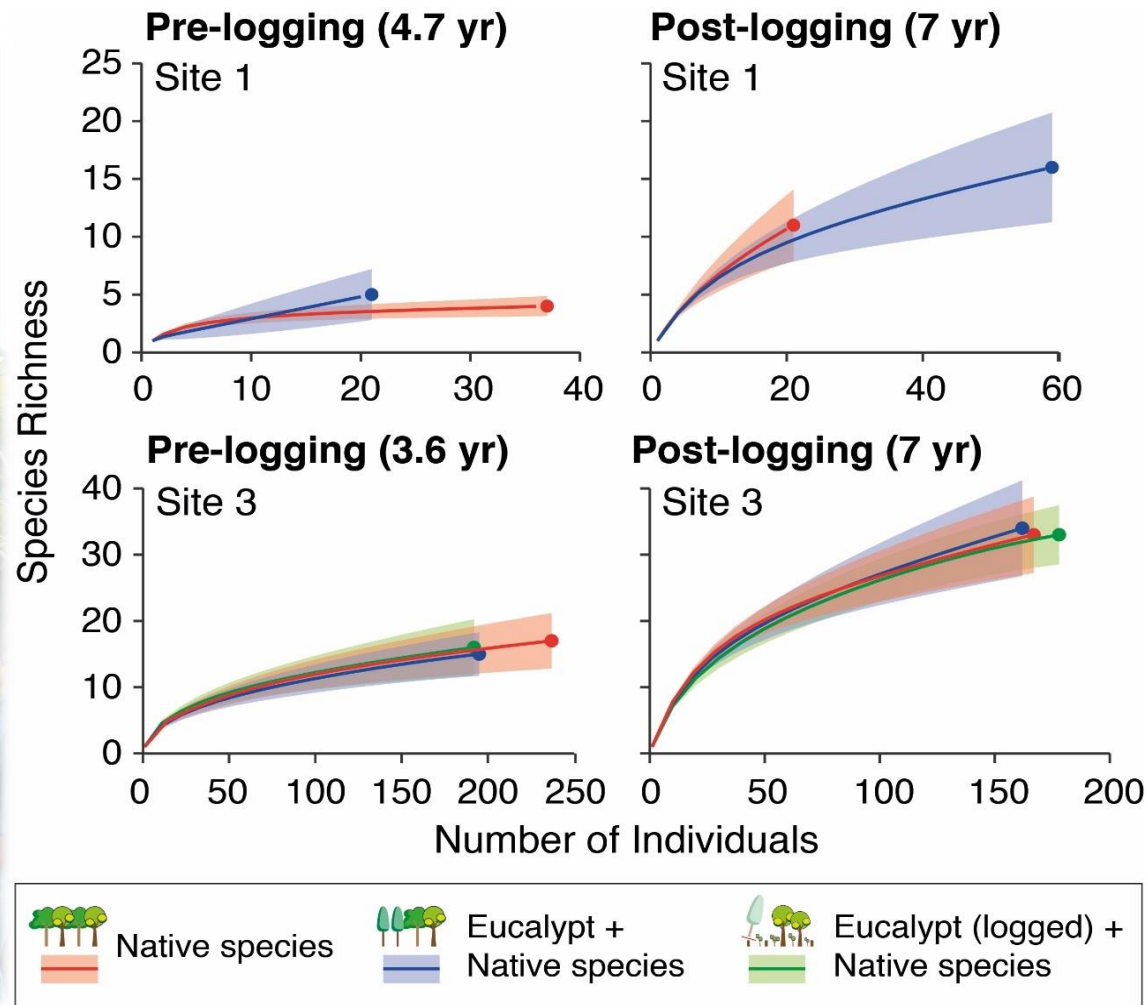 Pre-logging (4.7 yr)
Post-logging (7 yr)
Site 1
Site 1
25
20
15
10
5
0
0 10 20 30 40
0 20 40 60
Species Richness
Pre-logging (3.6 yr)
Post-logging (7 yr)
Site 3
Site 3
40
30
20
10
0
0 50 100 150 200 250
0 50 100 150 200
Number of Individuals
Native species
Eucalypt +
Native species
Eucalypt (logged) +
Native species